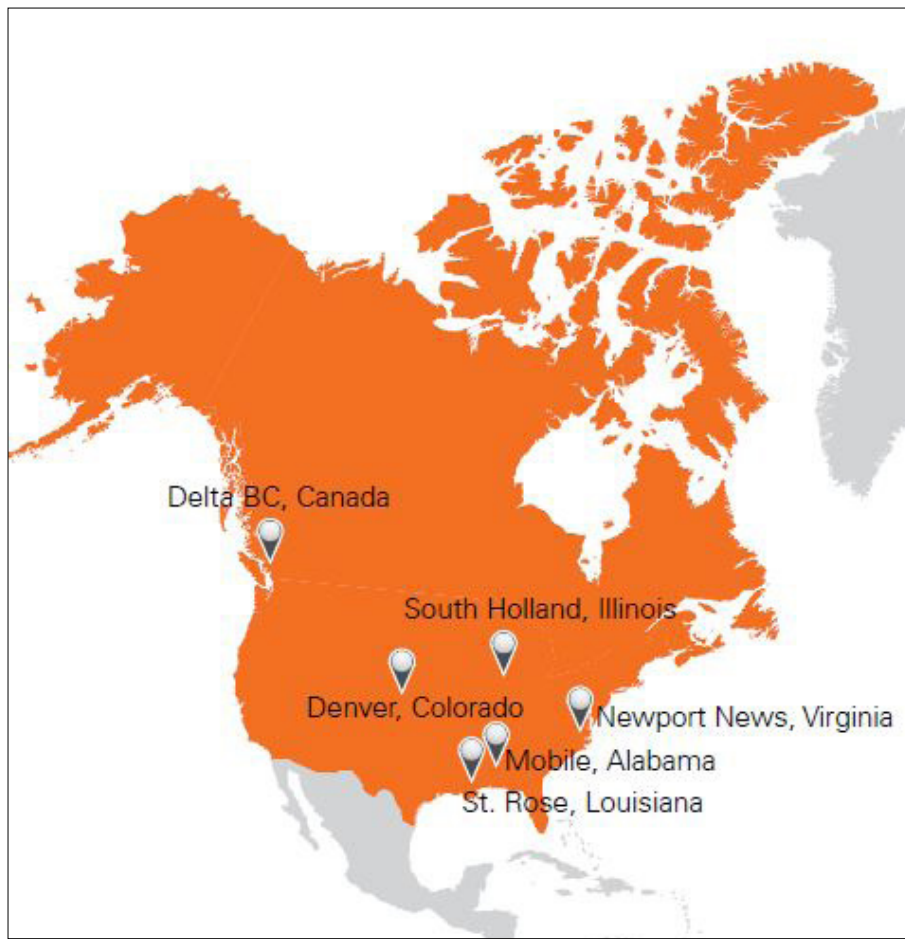 Delta BC, Canada
South Holland, Illinois
Denver, Colorado
Newport News, Virginia
Mobile, Alabama
St. Rose, Louisiana